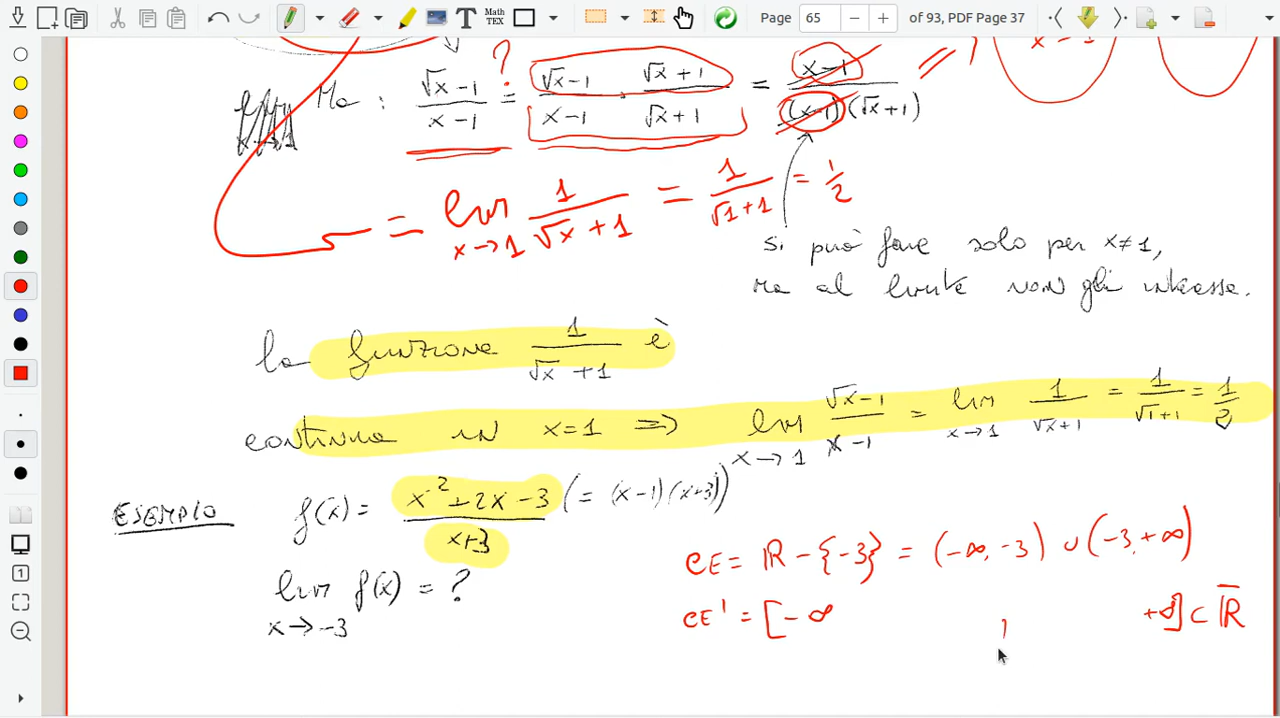 Page 65 of 93, PDF Page 37
Ma : (√x −1)/(x−1) ?= (√x−1)/(x−1) · (√x+1)/(√x+1) = (x−1)/((x−1)(√x+1)) =
= lim x→1 1/(√x+1) = 1/(√1+1) = 1/2
si può fare solo per x≠1,
ma al limite non gli interessa.
la funzione 1/(√x+1) è
continua in x=1 ⟹ lim x→1 (√x−1)/(x−1) = lim x→1 1/(√x+1) = 1/(√1+1) = 1/2
ESEMPIO f(x) = (x²+2x−3)/(x+3) (= (x−1)(x+3))
CE = ℝ − {−3} = (−∞, −3) ∪ (−3, +∞)
lim x→−3 f(x) = ?
CE' = [−∞ +∞] ⊂ ℝ̅